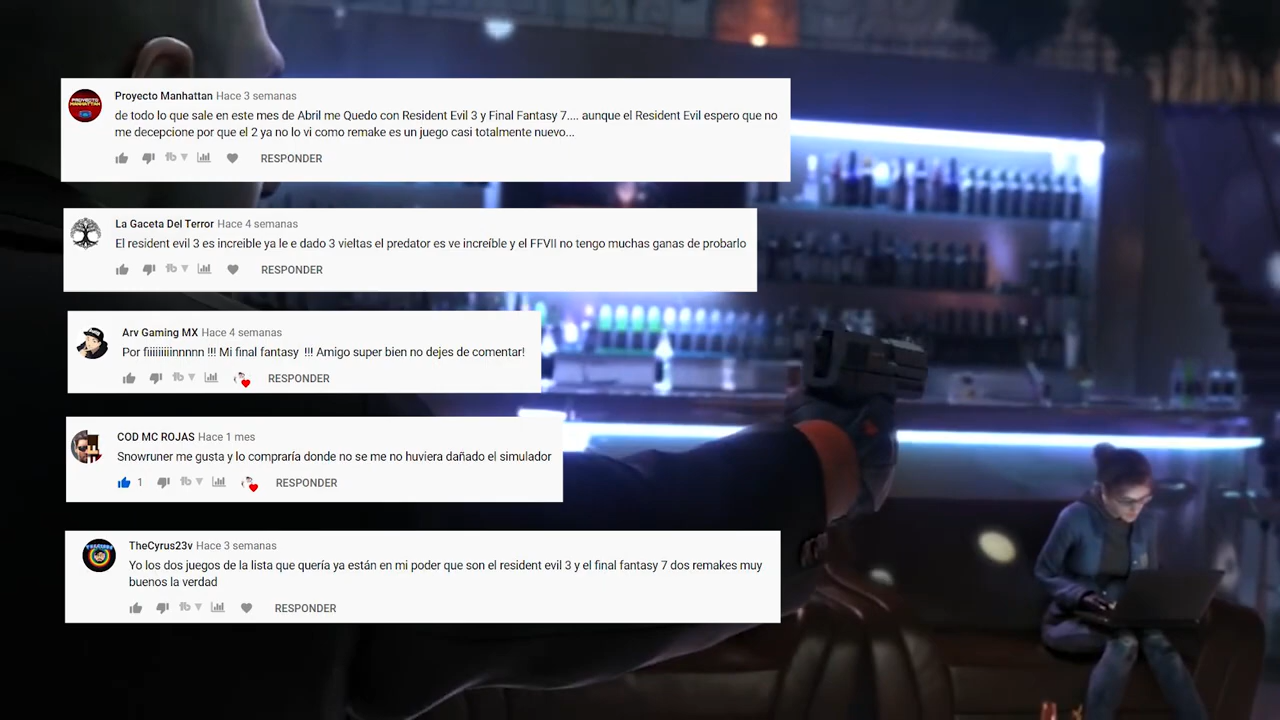 Proyecto Manhattan Hace 3 semanas
de todo lo que sale en este mes de Abril me Quedo con Resident Evil 3 y Final Fantasy 7.... aunque el Resident Evil espero que no
me decepcione por que el 2 ya no lo vi como remake es un juego casi totalmente nuevo...
RESPONDER
La Gaceta Del Terror Hace 4 semanas
El resident evil 3 es increible ya le e dado 3 vieltas el predator es ve increíble y el FFVII no tengo muchas ganas de probarlo
RESPONDER
Arv Gaming MX Hace 4 semanas
Por fiiiiiiiiinnnnn !!! Mi final fantasy !!! Amigo super bien no dejes de comentar!
RESPONDER
COD MC ROJAS Hace 1 mes
Snowruner me gusta y lo compraría donde no se me no huviera dañado el simulador
1 RESPONDER
TheCyrus23v Hace 3 semanas
Yo los dos juegos de la lista que quería ya están en mi poder que son el resident evil 3 y el final fantasy 7 dos remakes muy
buenos la verdad
RESPONDER